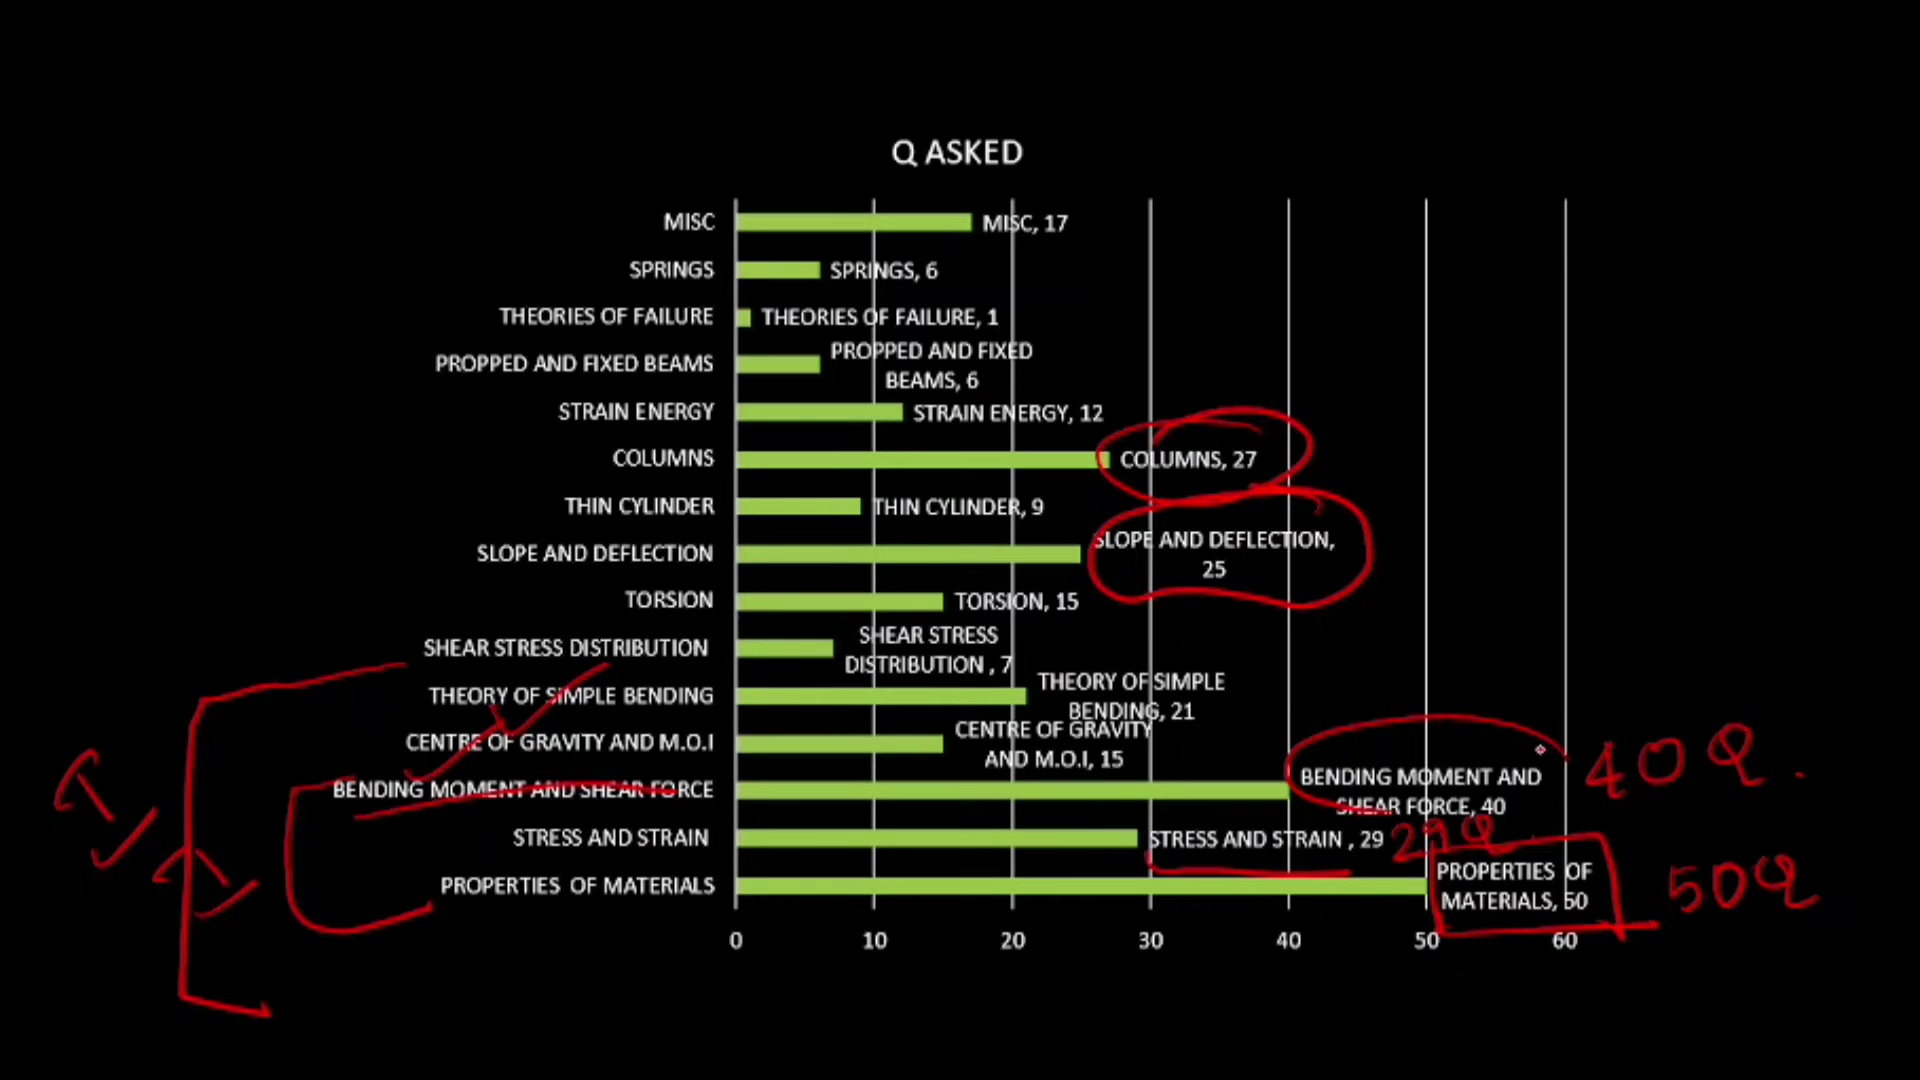 Q ASKED
MISC
MISC, 17
SPRINGS
SPRINGS, 6
THEORIES OF FAILURE
THEORIES OF FAILURE, 1
PROPPED AND FIXED BEAMS
PROPPED AND FIXED
BEAMS, 6
STRAIN ENERGY
STRAIN ENERGY, 12
COLUMNS
COLUMNS, 27
THIN CYLINDER
THIN CYLINDER, 9
SLOPE AND DEFLECTION
SLOPE AND DEFLECTION,
25
TORSION
TORSION, 15
SHEAR STRESS DISTRIBUTION
SHEAR STRESS
DISTRIBUTION , 7
THEORY OF SIMPLE BENDING
THEORY OF SIMPLE
BENDING, 21
CENTRE OF GRAVITY AND M.O.I
CENTRE OF GRAVITY
AND M.O.I, 15
BENDING MOMENT AND SHEAR FORCE
BENDING MOMENT AND
SHEAR FORCE, 40
40Q.
STRESS AND STRAIN
STRESS AND STRAIN , 29
29Q
PROPERTIES OF MATERIALS
PROPERTIES OF
MATERIALS, 50
50Q
0 10 20 30 40 50 60